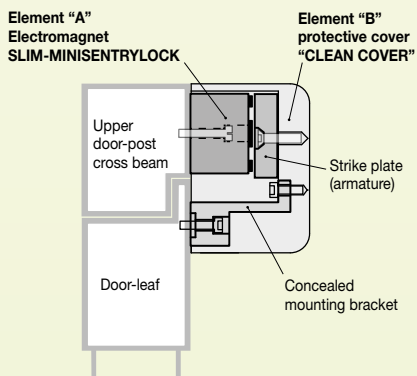 Element “A”
Electromagnet
SLIM-MINISENTRYLOCK
Element “B”
protective cover
“CLEAN COVER”
Upper
door-post
cross beam
Strike plate
(armature)
Door-leaf
Concealed
mounting bracket